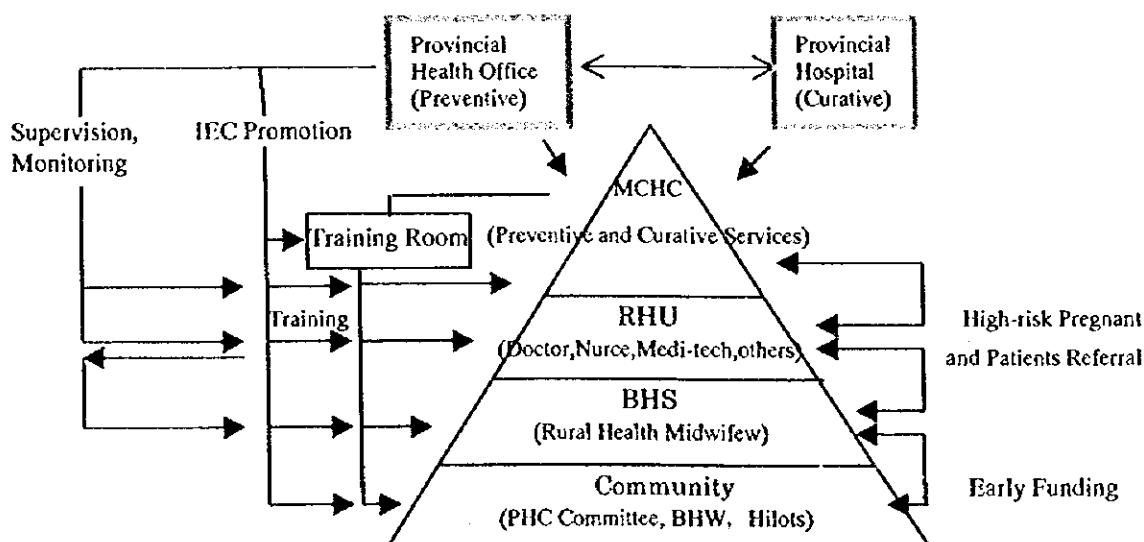 Provincial
Health Office
(Preventive)
Provincial
Hospital
(Curative)
Supervision,
Monitoring
IEC Promotion
MCHC
Training Room
(Preventive and Curative Services)
Training
RHU
(Doctor,Nurce,Medi-tech,others)
High-risk Pregnant
and Patients Referral
BHS
(Rural Health Midwifew)
Community
(PHC Committee, BHW, Hilots)
Early Funding